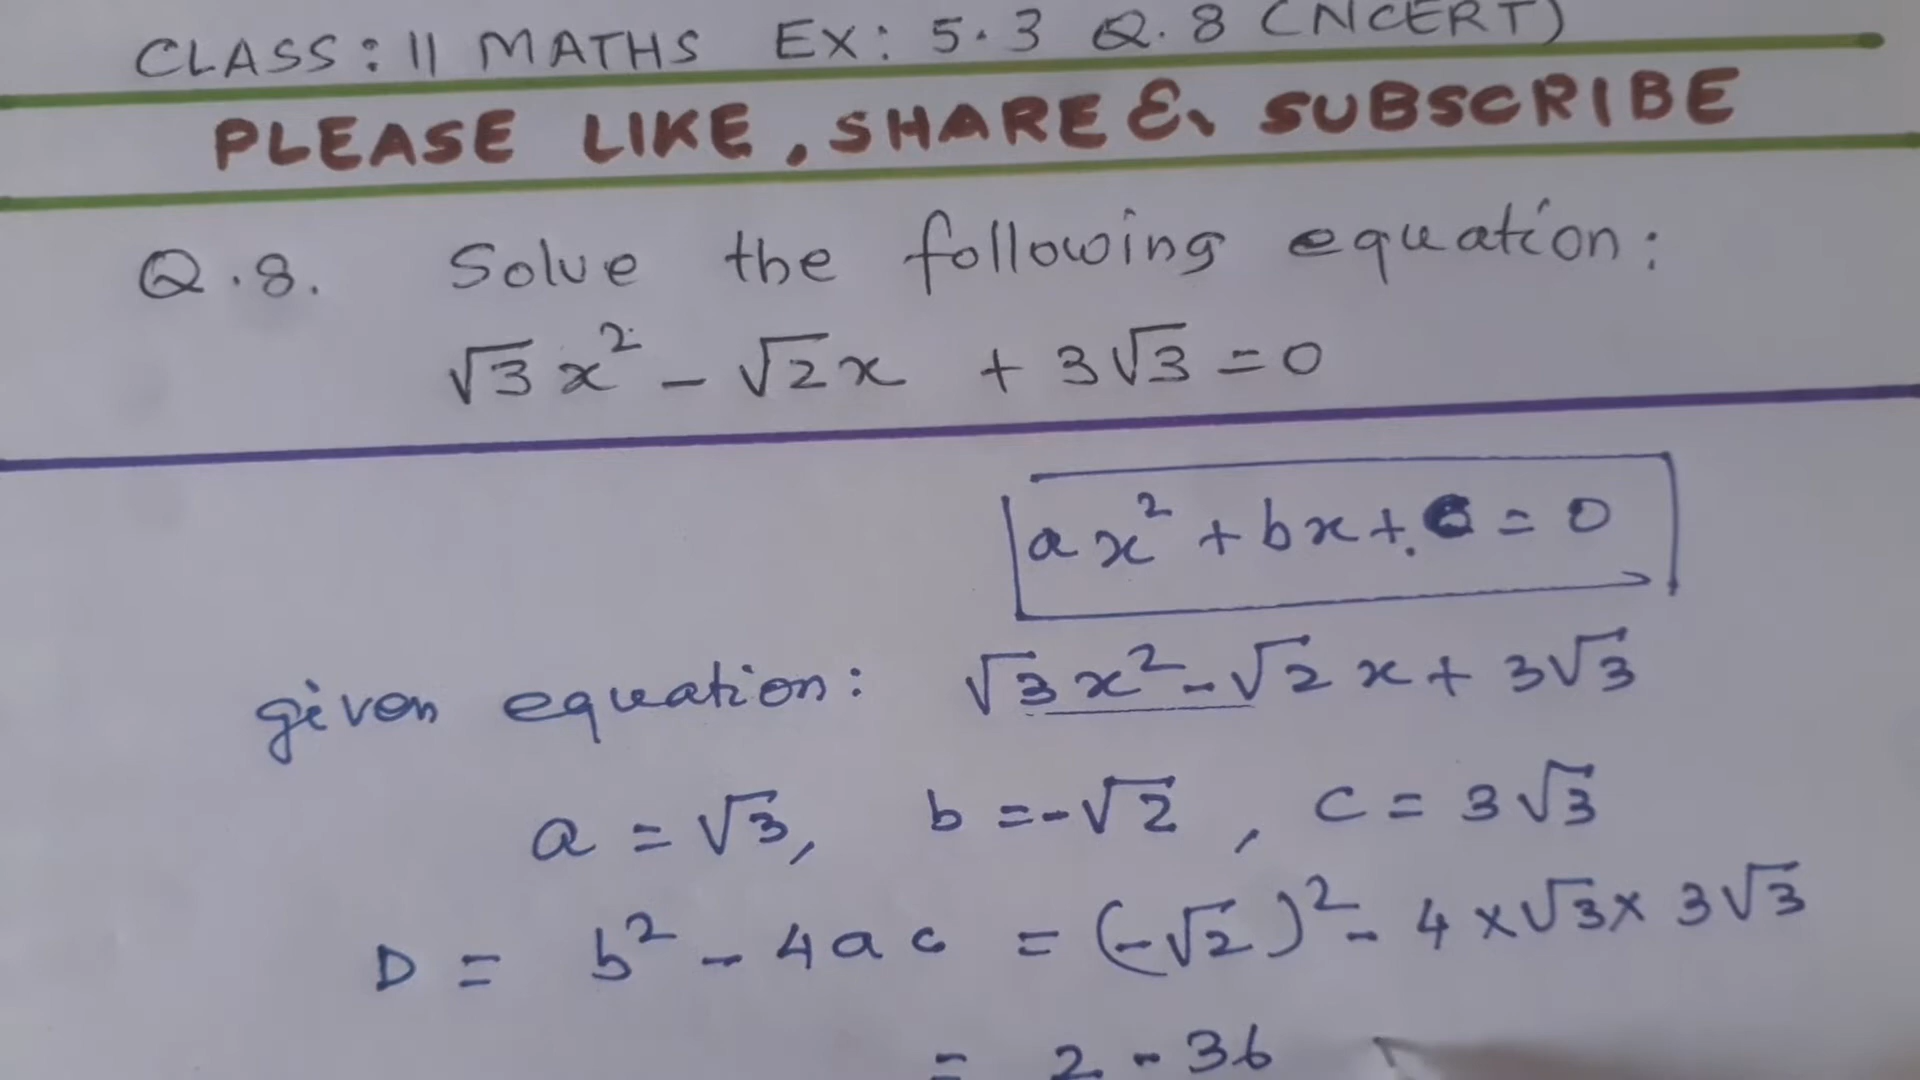 CLASS: 11 MATHS EX: 5.3 Q.8 (NCERT)
PLEASE LIKE, SHARE & SUBSCRIBE
Q.8. Solve the following equation:
√3x² - √2x + 3√3 = 0
ax² + bx + c = 0
given equation: √3x² - √2x + 3√3
a = √3, b = -√2, c = 3√3
D = b² - 4ac = (-√2)² - 4×√3×3√3
= 2 - 36